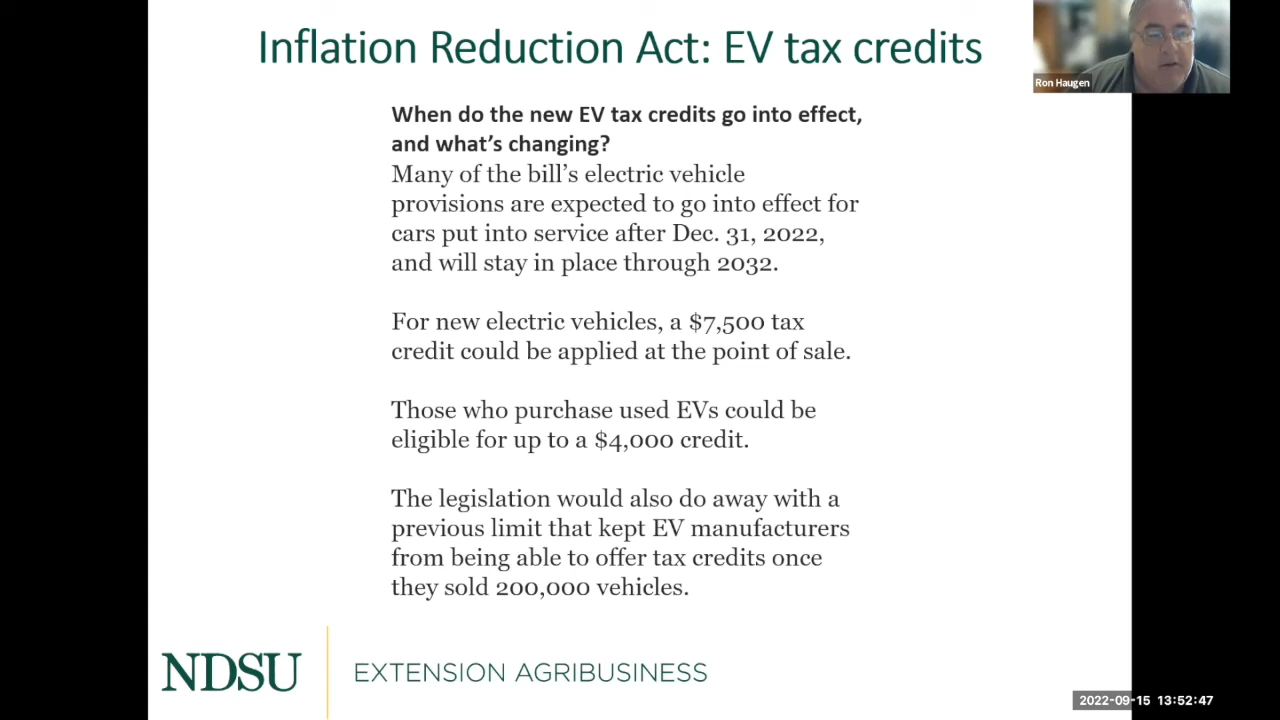 Inflation Reduction Act: EV tax credits
Ron Haugen
When do the new EV tax credits go into effect,
and what's changing?
Many of the bill's electric vehicle
provisions are expected to go into effect for
cars put into service after Dec. 31, 2022,
and will stay in place through 2032.
For new electric vehicles, a $7,500 tax
credit could be applied at the point of sale.
Those who purchase used EVs could be
eligible for up to a $4,000 credit.
The legislation would also do away with a
previous limit that kept EV manufacturers
from being able to offer tax credits once
they sold 200,000 vehicles.
NDSU
EXTENSION AGRIBUSINESS
2022-09-15 13:52:47